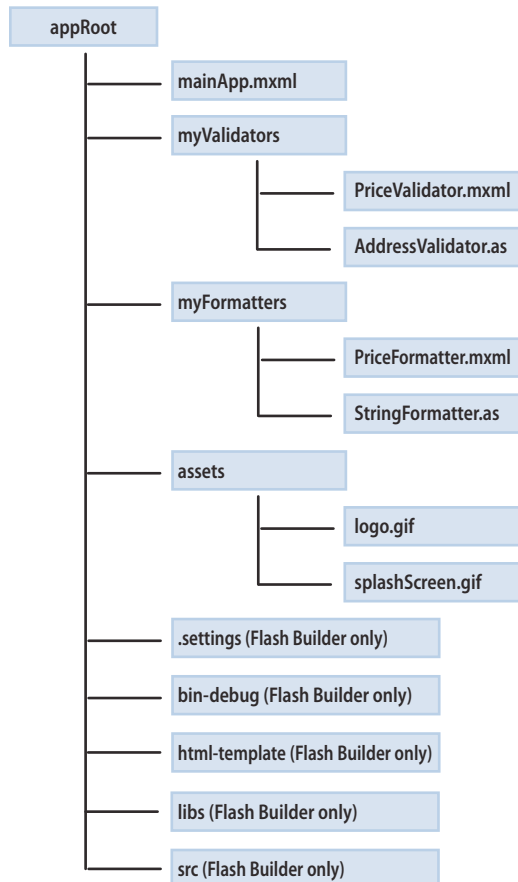 appRoot
mainApp.mxml
myValidators
PriceValidator.mxml
AddressValidator.as
myFormatters
PriceFormatter.mxml
StringFormatter.as
assets
logo.gif
splashScreen.gif
.settings (Flash Builder only)
bin-debug (Flash Builder only)
html-template (Flash Builder only)
libs (Flash Builder only)
src (Flash Builder only)